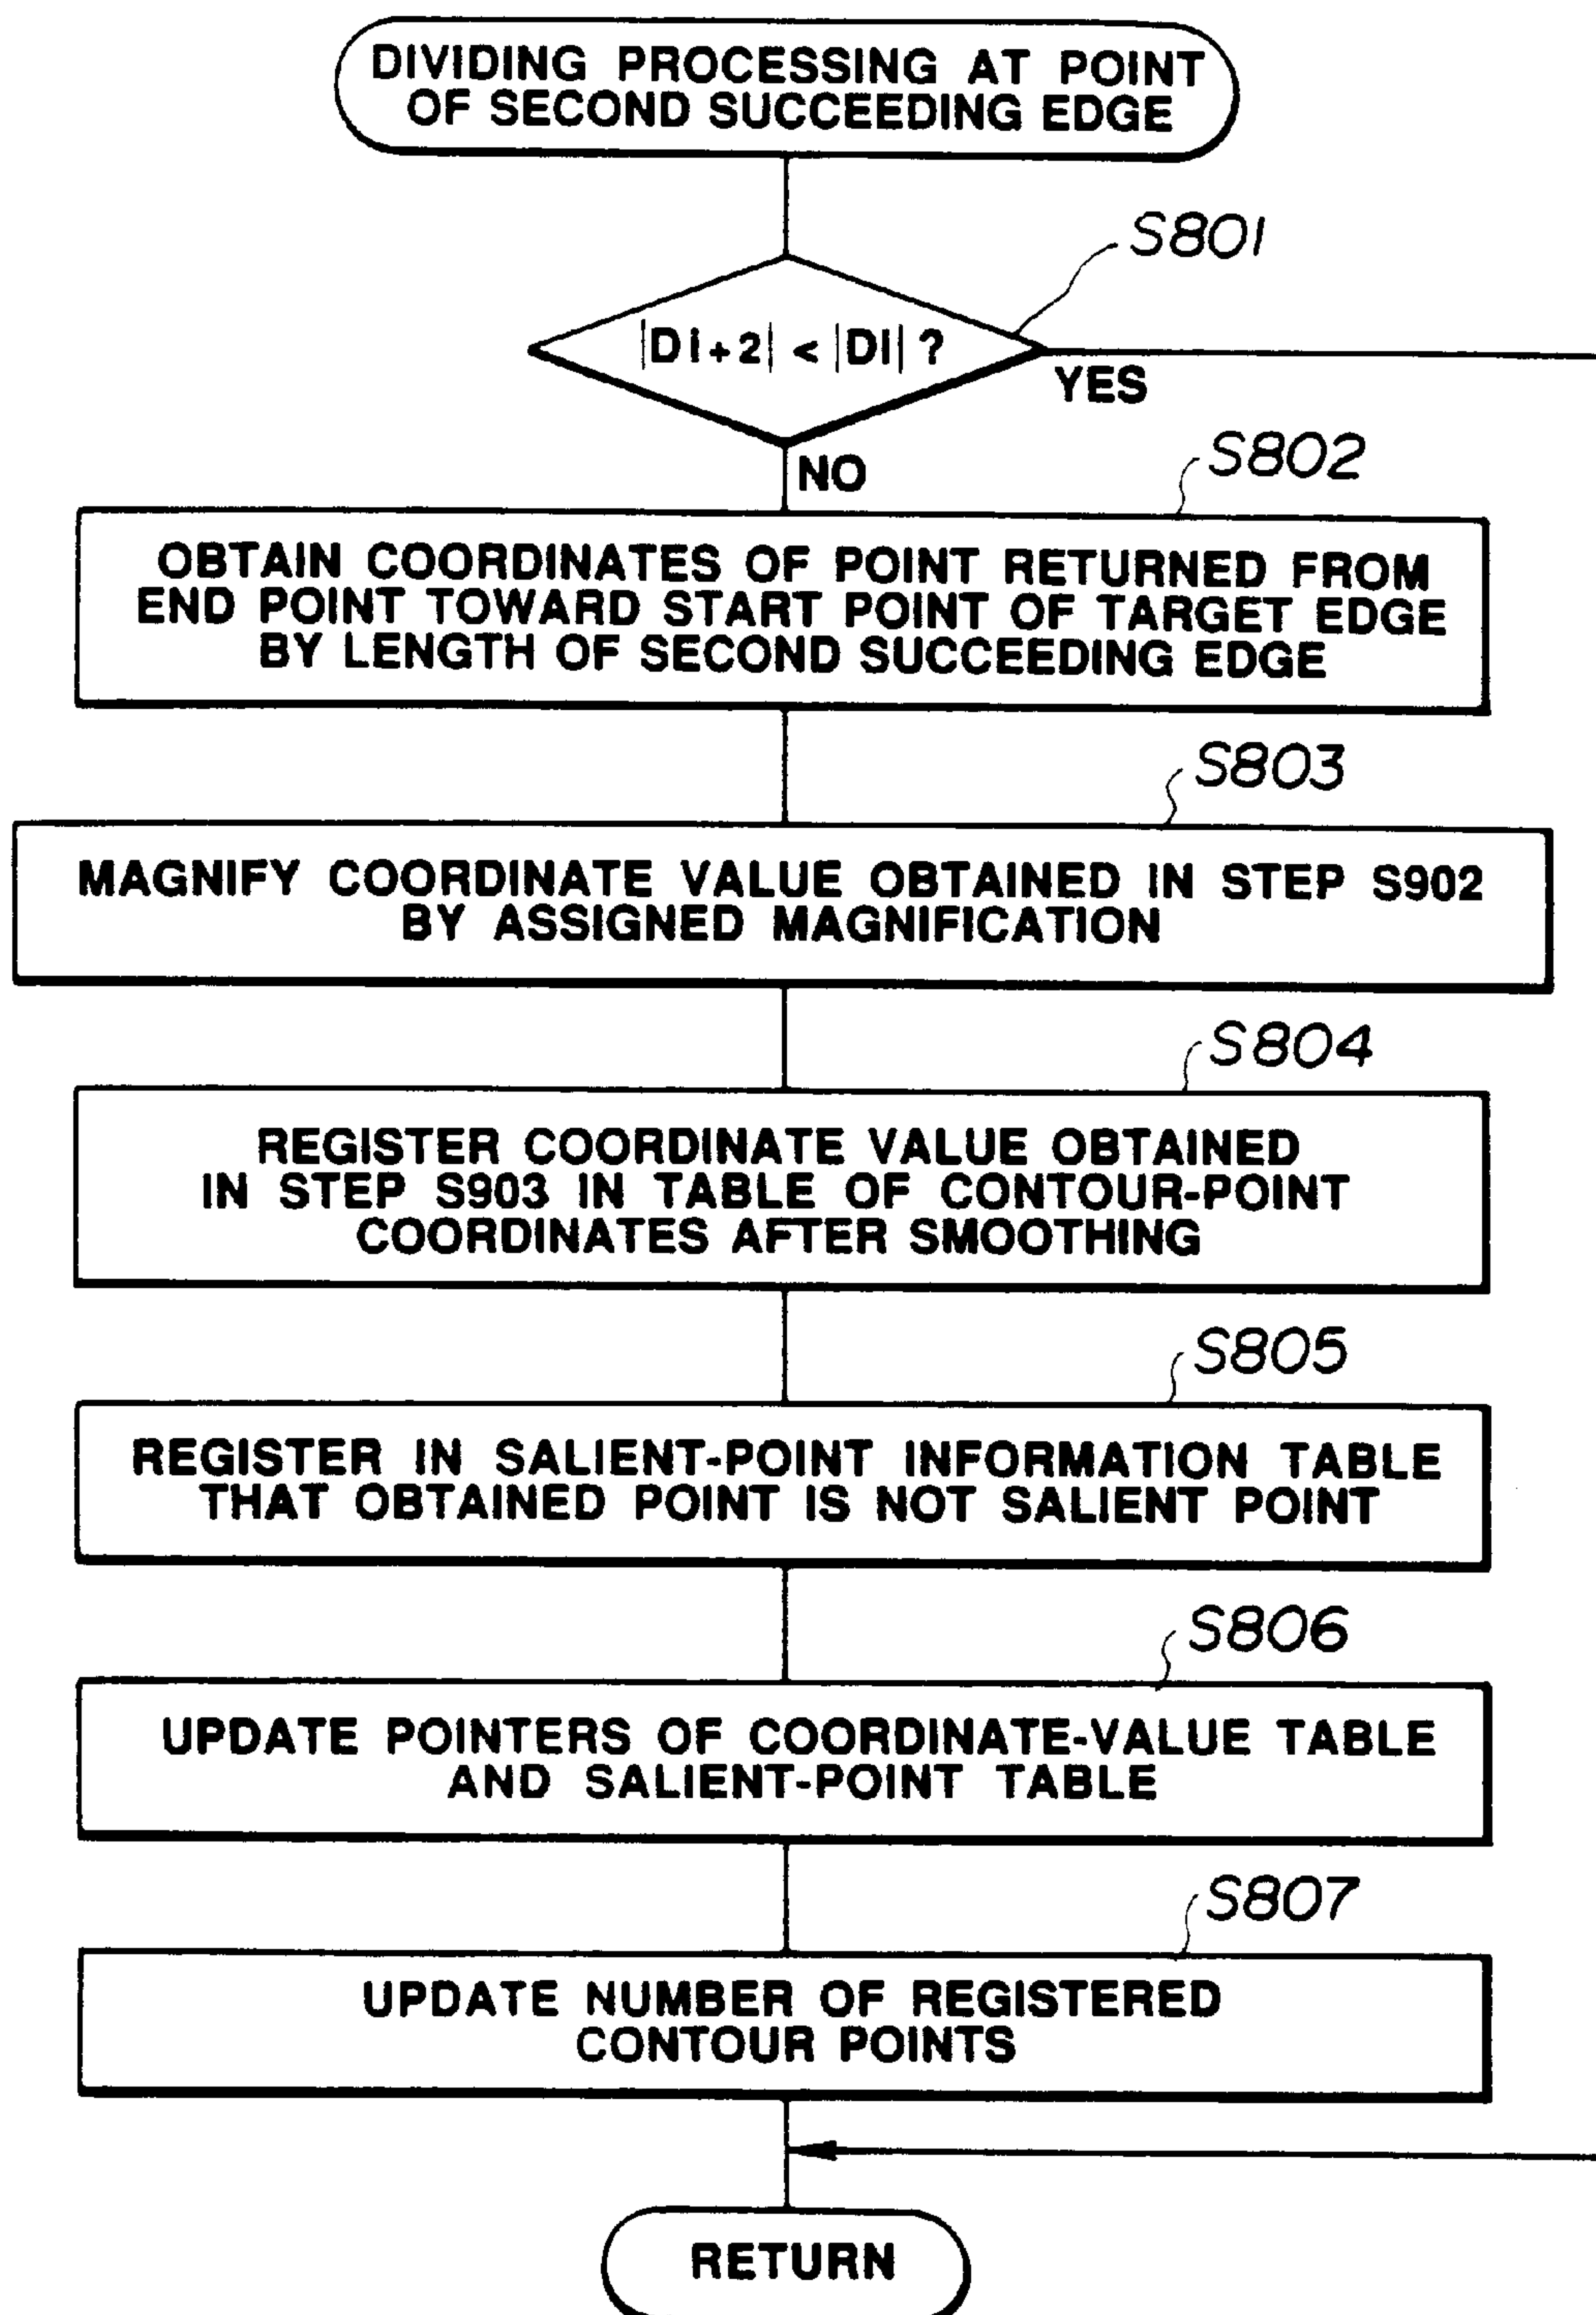 DIVIDING PROCESSING AT POINT
OF SECOND SUCCEEDING EDGE
S801
|Di+2| < |DI| ?
YES
NO
S802
OBTAIN COORDINATES OF POINT RETURNED FROM
END POINT TOWARD START POINT OF TARGET EDGE
BY LENGTH OF SECOND SUCCEEDING EDGE
S803
MAGNIFY COORDINATE VALUE OBTAINED IN STEP S902
BY ASSIGNED MAGNIFICATION
S804
REGISTER COORDINATE VALUE OBTAINED
IN STEP S903 IN TABLE OF CONTOUR-POINT
COORDINATES AFTER SMOOTHING
S805
REGISTER IN SALIENT-POINT INFORMATION TABLE
THAT OBTAINED POINT IS NOT SALIENT POINT
S806
UPDATE POINTERS OF COORDINATE-VALUE TABLE
AND SALIENT-POINT TABLE
S807
UPDATE NUMBER OF REGISTERED
CONTOUR POINTS
RETURN